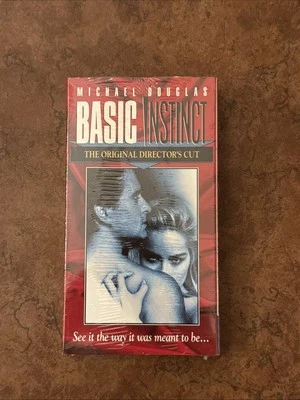 MICHAEL DOUGLAS
BASIC INSTINCT
THE ORIGINAL DIRECTOR'S CUT
See it the way it was meant to be...